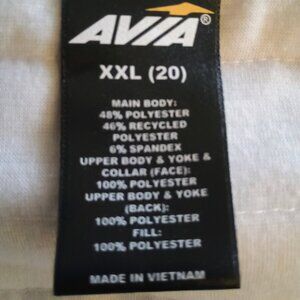 AVIA®
XXL (20)
MAIN BODY:
48% POLYESTER
46% RECYCLED
POLYESTER
6% SPANDEX
UPPER BODY & YOKE &
COLLAR (FACE):
100% POLYESTER
UPPER BODY & YOKE
(BACK):
100% POLYESTER
FILL:
100% POLYESTER
MADE IN VIETNAM